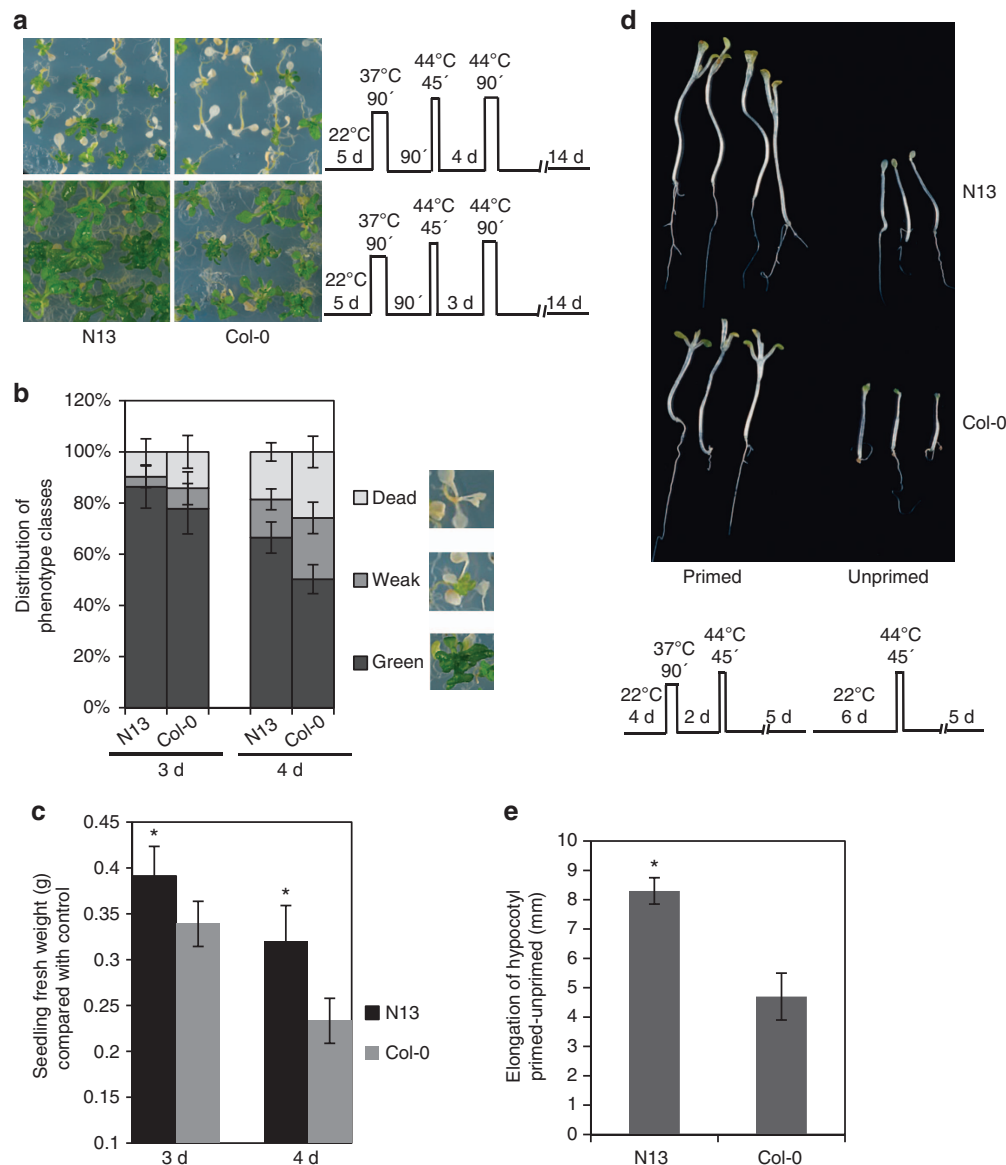 a
37°C
90´
44°C
45´
44°C
90´
22°C
5 d
90´
4 d
14 d
37°C
90´
44°C
45´
44°C
90´
22°C
5 d
90´
3 d
14 d
N13
Col-0
b
120%
100%
80%
60%
40%
20%
0%
Distribution of
phenotype classes
N13
Col-0
N13
Col-0
3 d
4 d
Dead
Weak
Green
c
0.45
0.4
0.35
0.3
0.25
0.2
0.15
0.1
Seedling fresh weight (g)
compared with control
*
*
3 d
4 d
N13
Col-0
d
N13
Col-0
Primed
Unprimed
37°C
90´
44°C
45´
22°C
4 d
2 d
5 d
44°C
45´
22°C
6 d
5 d
e
10
9
8
7
6
5
4
3
2
1
0
Elongation of hypocotyl
primed-unprimed (mm)
*
N13
Col-0